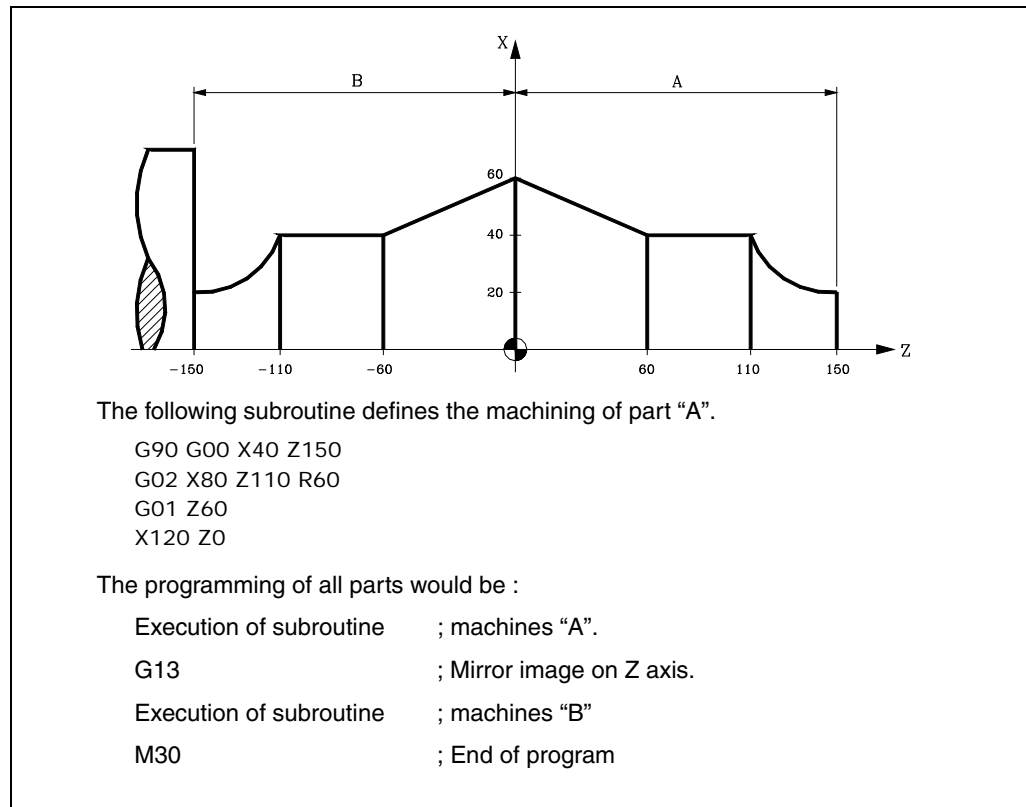 X
B A
60
40
20
Z
-150 -110 -60 60 110 150
The following subroutine defines the machining of part “A”.
G90 G00 X40 Z150
G02 X80 Z110 R60
G01 Z60
X120 Z0
The programming of all parts would be :
Execution of subroutine ; machines “A”.
G13 ; Mirror image on Z axis.
Execution of subroutine ; machines “B”
M30 ; End of program